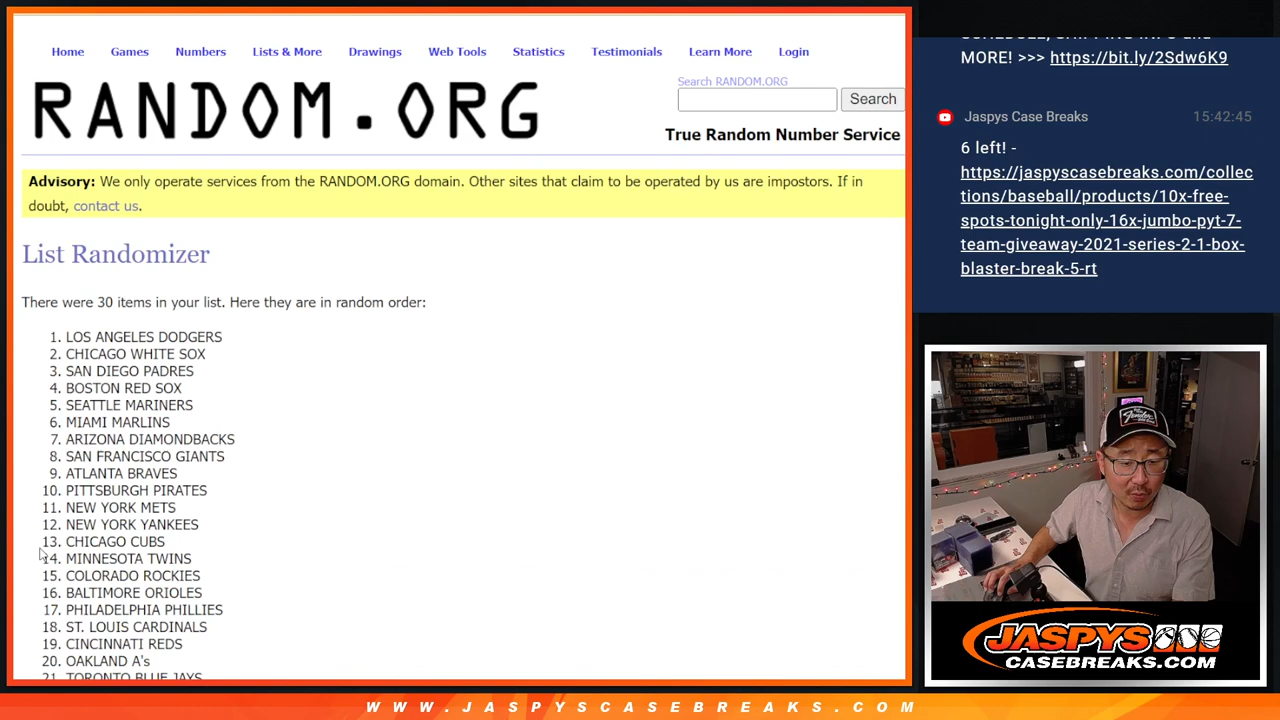 Home Games Numbers Lists & More Drawings Web Tools Statistics Testimonials Learn More Login
RANDOM.ORG
Search RANDOM.ORG
Search
True Random Number Service
Advisory: We only operate services from the RANDOM.ORG domain. Other sites that claim to be operated by us are impostors. If in
doubt, contact us.
List Randomizer
There were 30 items in your list. Here they are in random order:
1. LOS ANGELES DODGERS
2. CHICAGO WHITE SOX
3. SAN DIEGO PADRES
4. BOSTON RED SOX
5. SEATTLE MARINERS
6. MIAMI MARLINS
7. ARIZONA DIAMONDBACKS
8. SAN FRANCISCO GIANTS
9. ATLANTA BRAVES
10. PITTSBURGH PIRATES
11. NEW YORK METS
12. NEW YORK YANKEES
13. CHICAGO CUBS
14. MINNESOTA TWINS
15. COLORADO ROCKIES
16. BALTIMORE ORIOLES
17. PHILADELPHIA PHILLIES
18. ST. LOUIS CARDINALS
19. CINCINNATI REDS
20. OAKLAND A's
21. TORONTO BLUE JAYS
SCHEDULE, SHIPPING INFO and
MORE! >>> https://bit.ly/2Sdw6K9
Jaspys Case Breaks 15:42:45
6 left! -
https://jaspyscasebreaks.com/collec
tions/baseball/products/10x-free-
spots-tonight-only-16x-jumbo-pyt-7-
team-giveaway-2021-series-2-1-box-
blaster-break-5-rt
Fender
JASPYS
CASEBREAKS.COM
WWW.JASPYSCASEBREAKS.COM